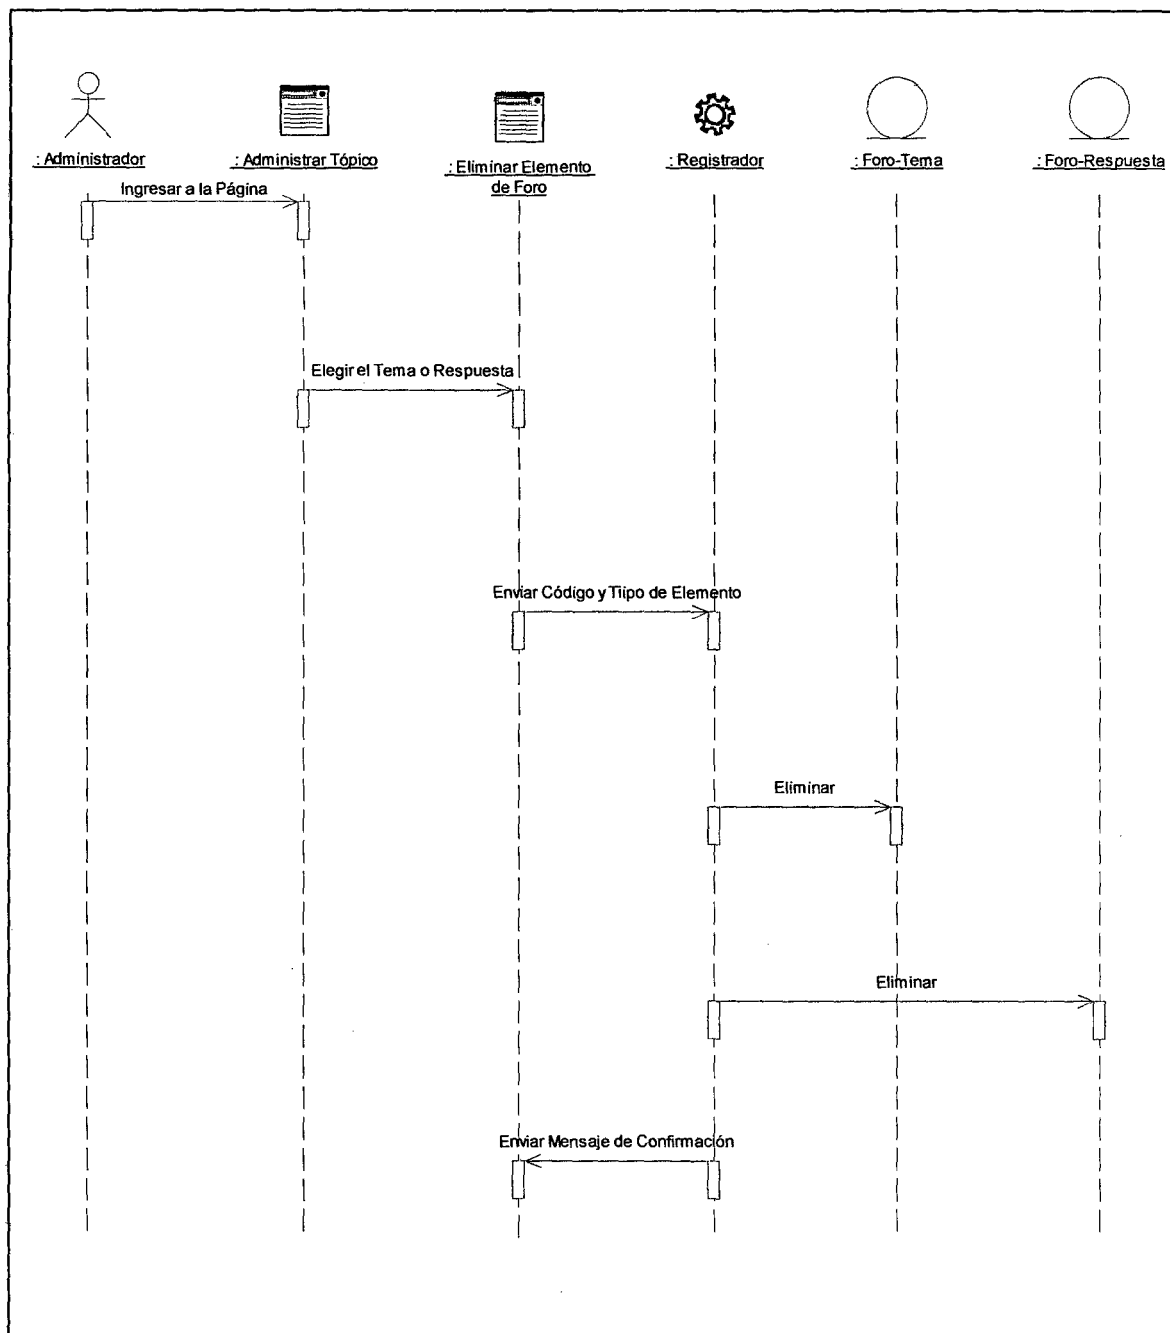 : Administrador
: Administrar Tópico
: Eliminar Elemento
de Foro
: Registrador
: Foro-Tema
: Foro-Respuesta
Ingresar a la Página
Elegir el Tema o Respuesta
Enviar Código y Tiipo de Elemento
Eliminar
Eliminar
Enviar Mensaje de Confirmación